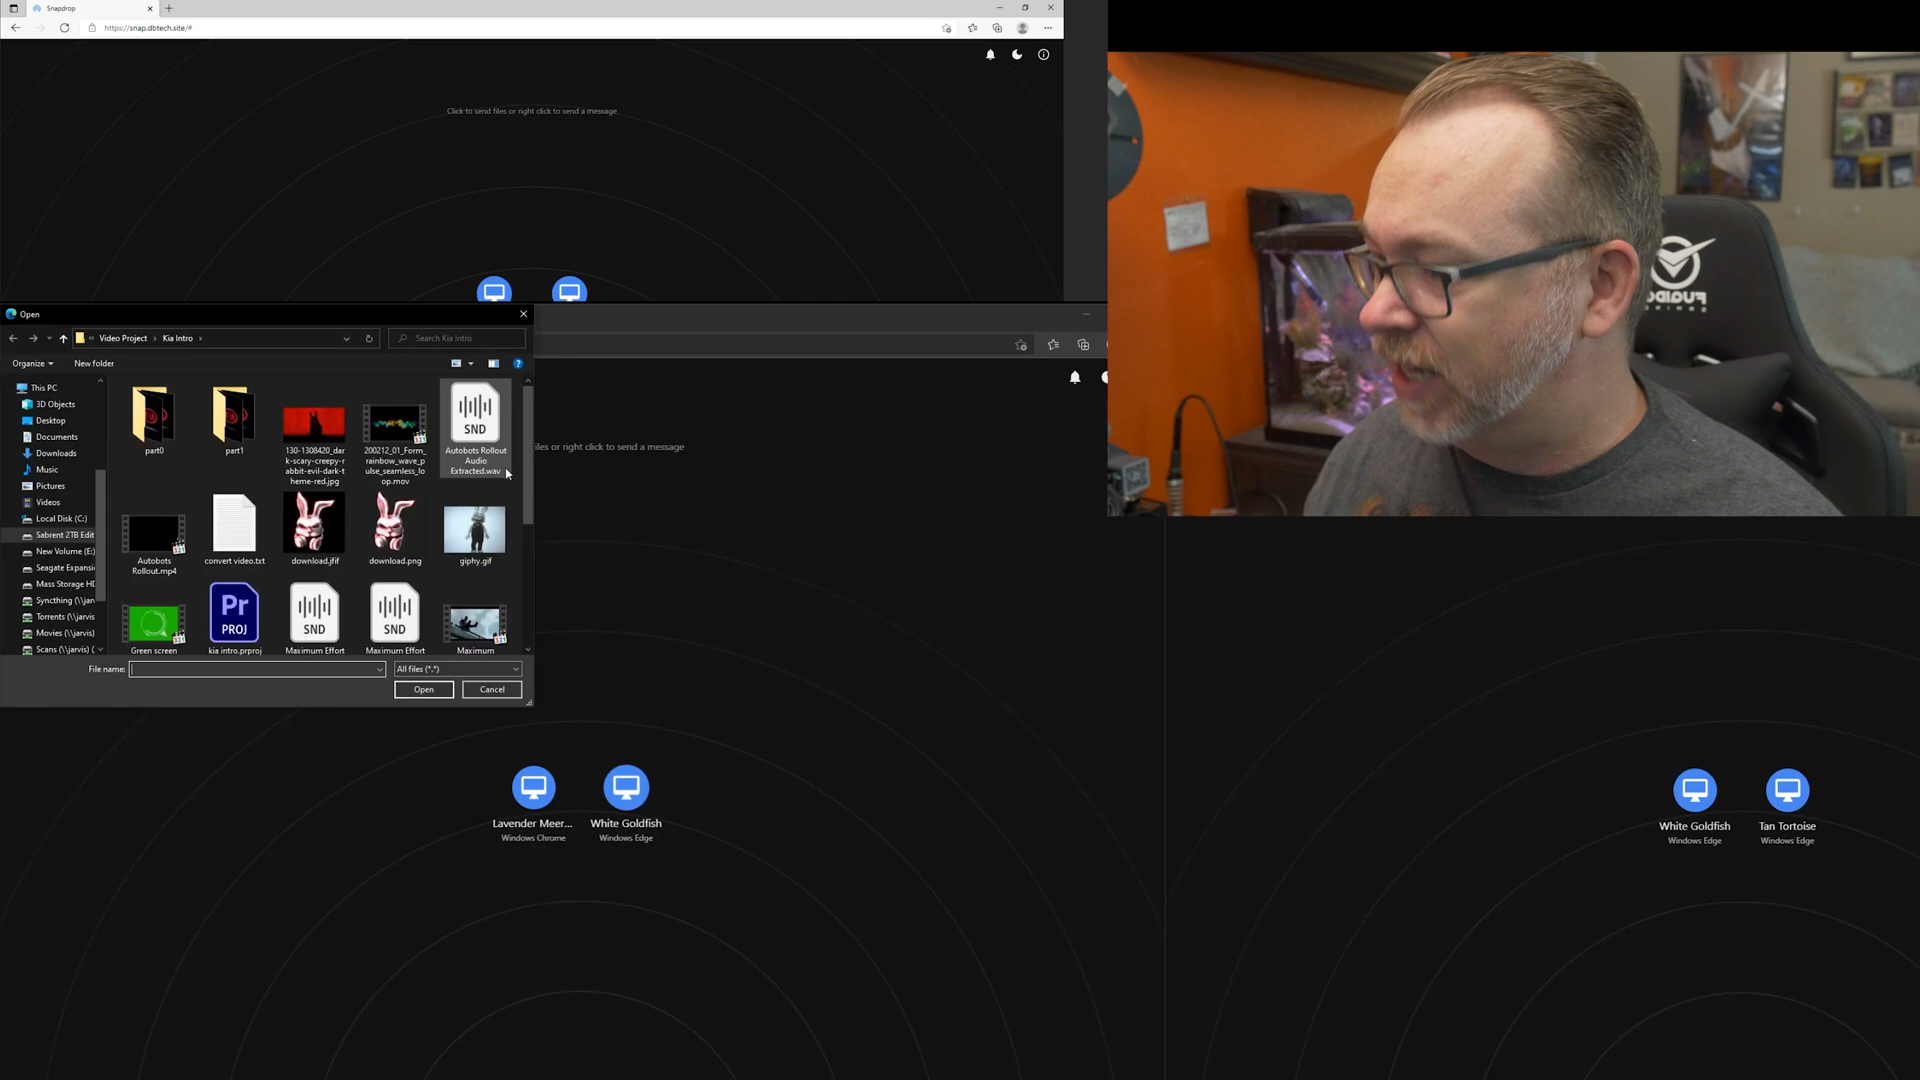 Snapdrop
https://snap.dbtech.site/#
Click to send files or right click to send a message
Open
Video Project
Kia Intro
Search Kia Intro
Organize
New folder
This PC
3D Objects
Desktop
Documents
Downloads
Music
Pictures
Videos
Local Disk (C:)
Sabrent 2TB Edit
New Volume (E:)
Seagate Expansi
Mass Storage HD
Syncthing (\\jarv
Torrents (\\jarvis)
Movies (\\jarvis)
Scans (\\jarvis) (
part0
part1
130-1308420_dar
k-scary-creepy-r
abbit-evil-dark-t
heme-red.jpg
200212_01_Form_
rainbow_wave_p
ulse_seamless_lo
op.mov
SND
Autobots Rollout
Audio
Extracted.wav
Autobots
Rollout.mp4
convert video.txt
download.jfif
download.png
giphy.gif
Green screen
Pr
PROJ
kia intro.prproj
SND
Maximum Effort
SND
Maximum Effort
Maximum
File name:
All files (*.*)
Open
Cancel
files or right click to send a message
Lavender Meer...
Windows Chrome
White Goldfish
Windows Edge
White Goldfish
Windows Edge
Tan Tortoise
Windows Edge